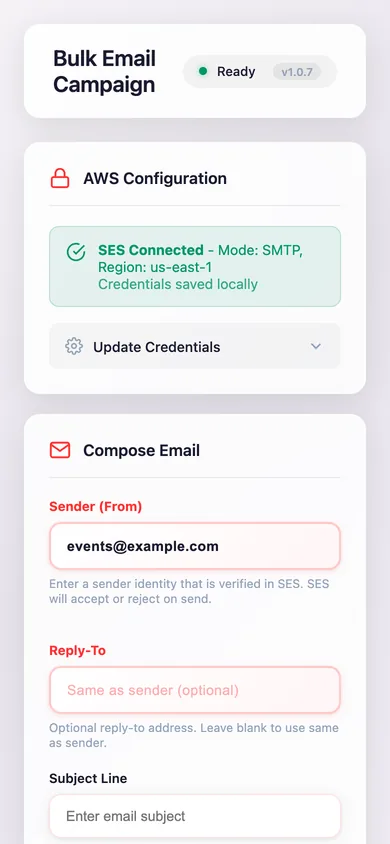 Bulk Email
Campaign
Ready
v1.0.7
AWS Configuration
SES Connected - Mode: SMTP,
Region: us-east-1
Credentials saved locally
Update Credentials
Compose Email
Sender (From)
events@example.com
Enter a sender identity that is verified in SES. SES
will accept or reject on send.
Reply-To
Same as sender (optional)
Optional reply-to address. Leave blank to use same
as sender.
Subject Line
Enter email subject